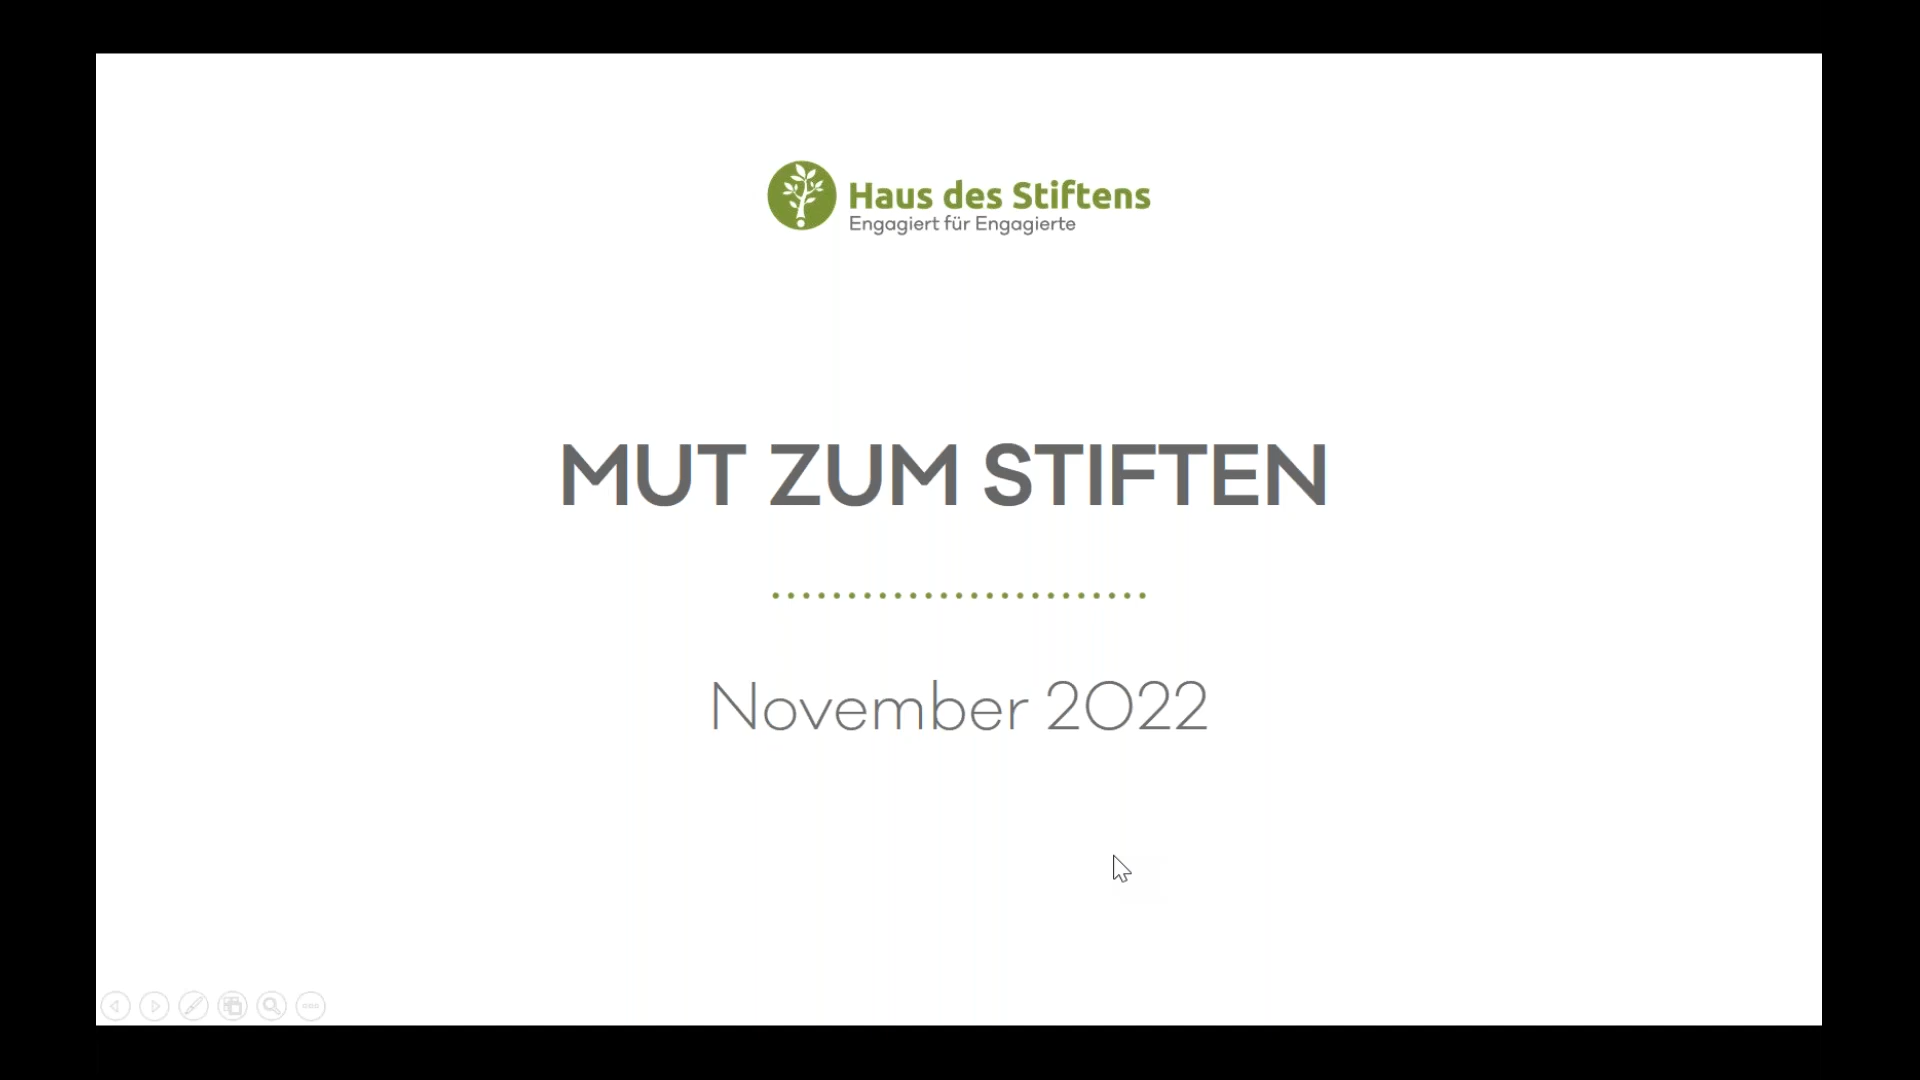 Haus des Stiftens
Engagiert für Engagierte
MUT ZUM STIFTEN
November 2022